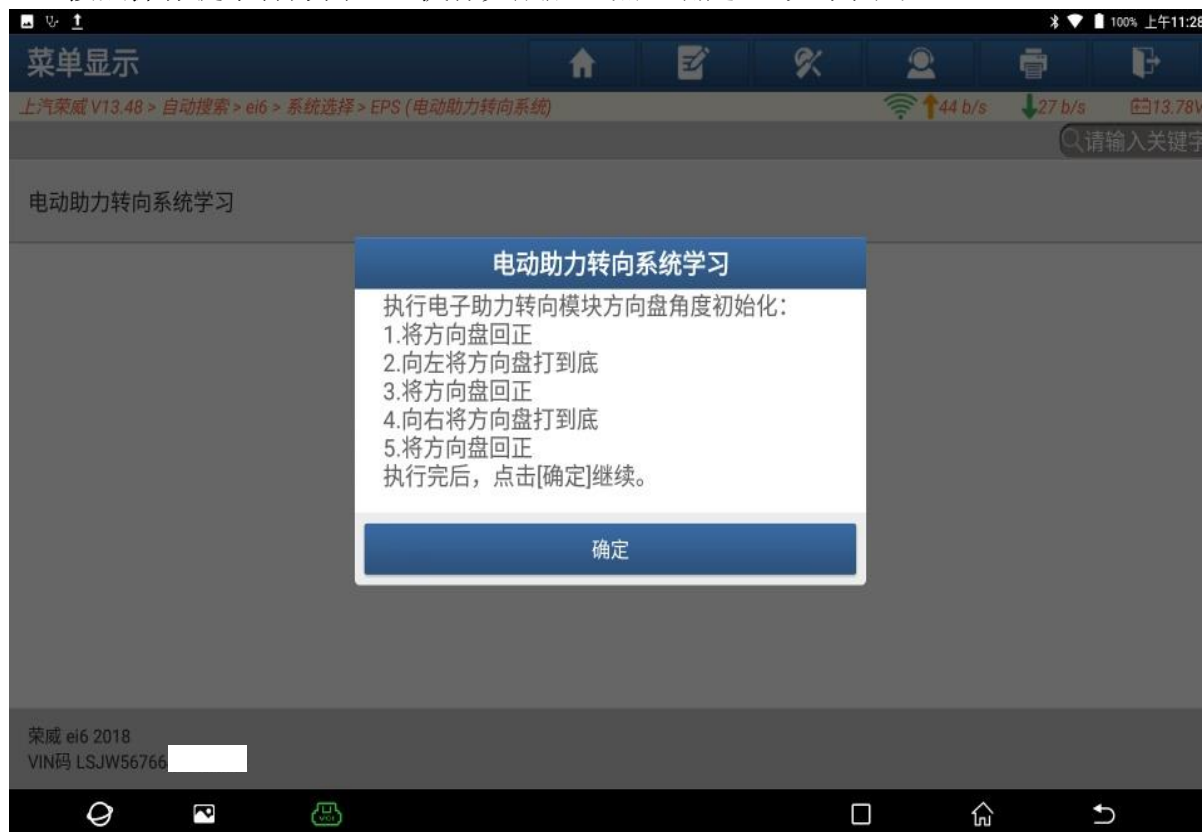 100% 上午11:28
菜单显示
上汽荣威 V13.48 > 自动搜索 > ei6 > 系统选择 > EPS (电动助力转向系统)
44 b/s
27 b/s
13.78V
请输入关键字
电动助力转向系统学习
电动助力转向系统学习
执行电子助力转向模块方向盘角度初始化：
1.将方向盘回正
2.向左将方向盘打到底
3.将方向盘回正
4.向右将方向盘打到底
5.将方向盘回正
执行完后，点击[确定]继续。
确定
荣威 ei6 2018
VIN码 LSJW56766
VCI